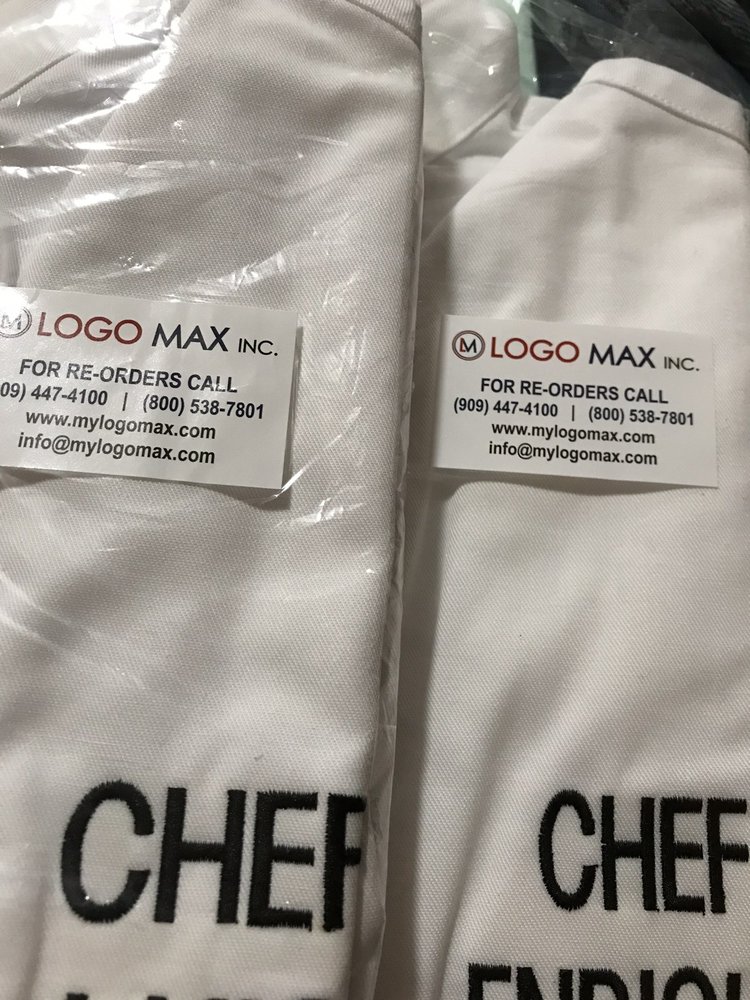 LM LOGO MAX INC.
FOR RE-ORDERS CALL
09) 447-4100 | (800) 538-7801
www.mylogomax.com
info@mylogomax.com
CHEF
LM LOGO MAX INC.
FOR RE-ORDERS CALL
(909) 447-4100 | (800) 538-7801
www.mylogomax.com
info@mylogomax.com
CHEF